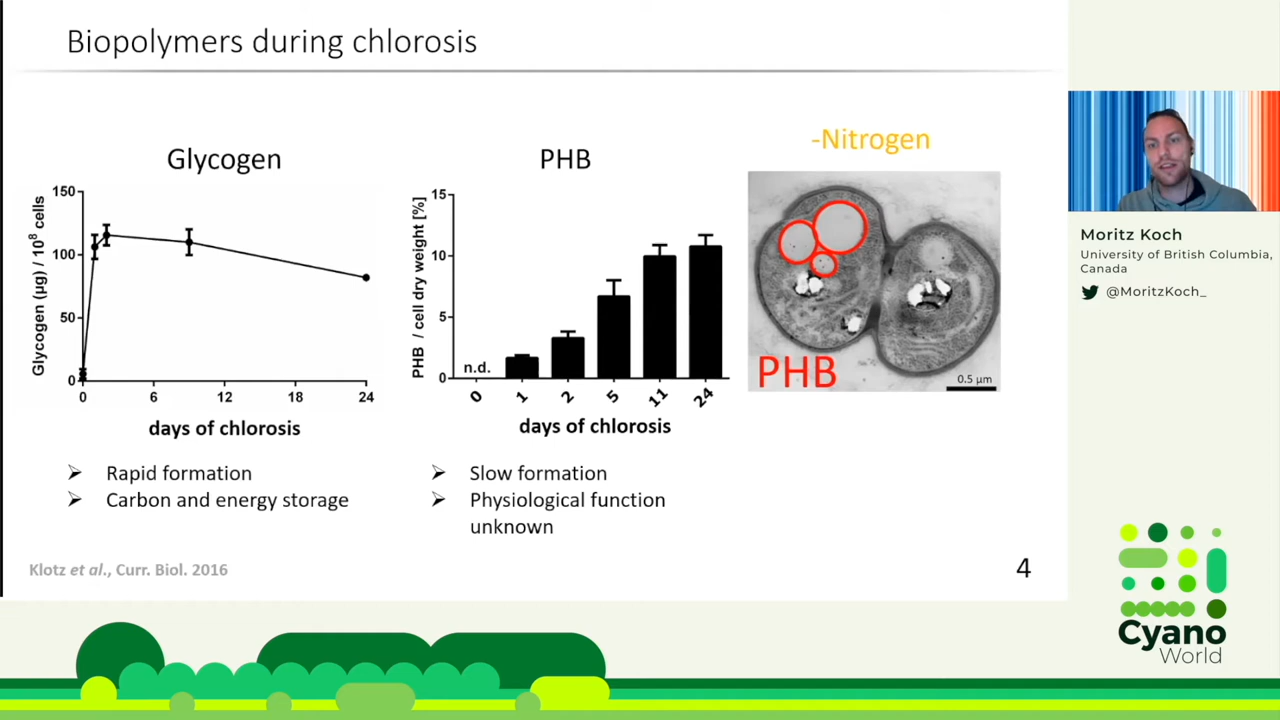 Biopolymers during chlorosis
Glycogen
Glycogen (µg) / 10⁸ cells
150
100
50
0
0 6 12 18 24
days of chlorosis
➢ Rapid formation
➢ Carbon and energy storage
PHB
PHB / cell dry weight [%]
15
10
5
0
n.d.
0 1 2 5 11 24
days of chlorosis
➢ Slow formation
➢ Physiological function
unknown
-Nitrogen
PHB
0.5 µm
Klotz et al., Curr. Biol. 2016
4
Moritz Koch
University of British Columbia,
Canada
@MoritzKoch_
Cyano
World